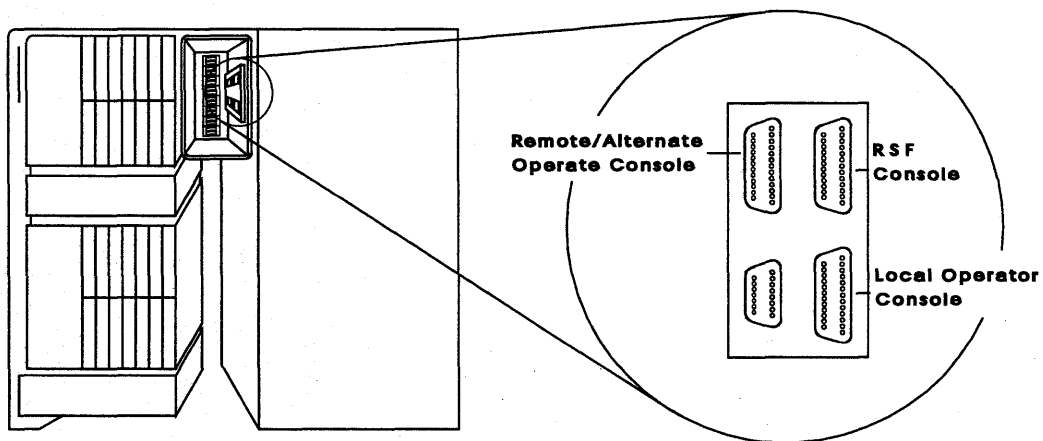 Remote/Alternate
Operate Console
RSF
Console
Local Operator
Console